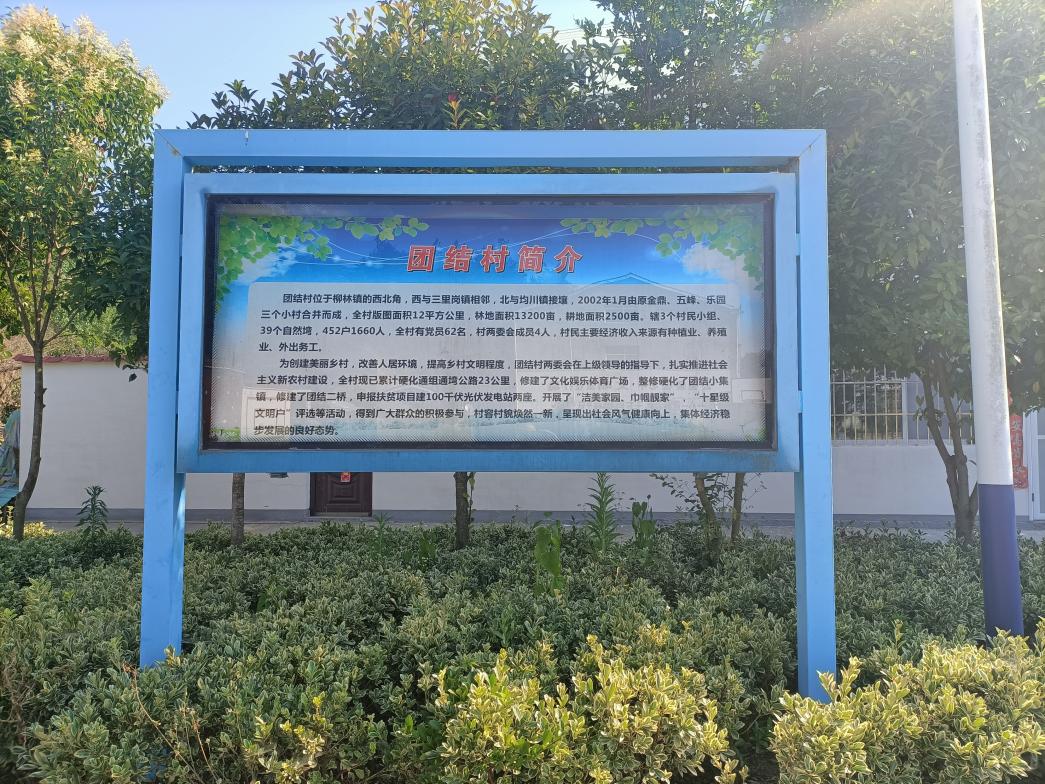 团结村简介
团结村位于柳林镇的西北角，西与三里岗镇相邻，北与均川镇接壤，2002年1月由原金鼎、五峰、乐园
三个小村合并而成，全村版图面积12平方公里，林地面积13200亩，耕地面积2500亩。辖3个村民小组、
39个自然塆，452户1660人，全村有党员62名，村两委会成员4人，村民主要经济收入来源有种植业、养殖
业、外出务工。
为创建美丽乡村，改善人居环境，提高乡村文明程度，团结村两委会在上级领导的指导下，扎实推进社会
主义新农村建设，全村现已累计硬化通组通塆公路23公里，修建了文化娱乐体育广场，整修硬化了团结小集
镇，修建了团结二桥，申报扶贫项目建100千伏光伏发电站两座。开展了“洁美家园、巾帼靓家”，“十星级
文明户”评选等活动，得到广大群众的积极参与，村容村貌焕然一新，呈现出社会风气健康向上，集体经济稳
步发展的良好态势。